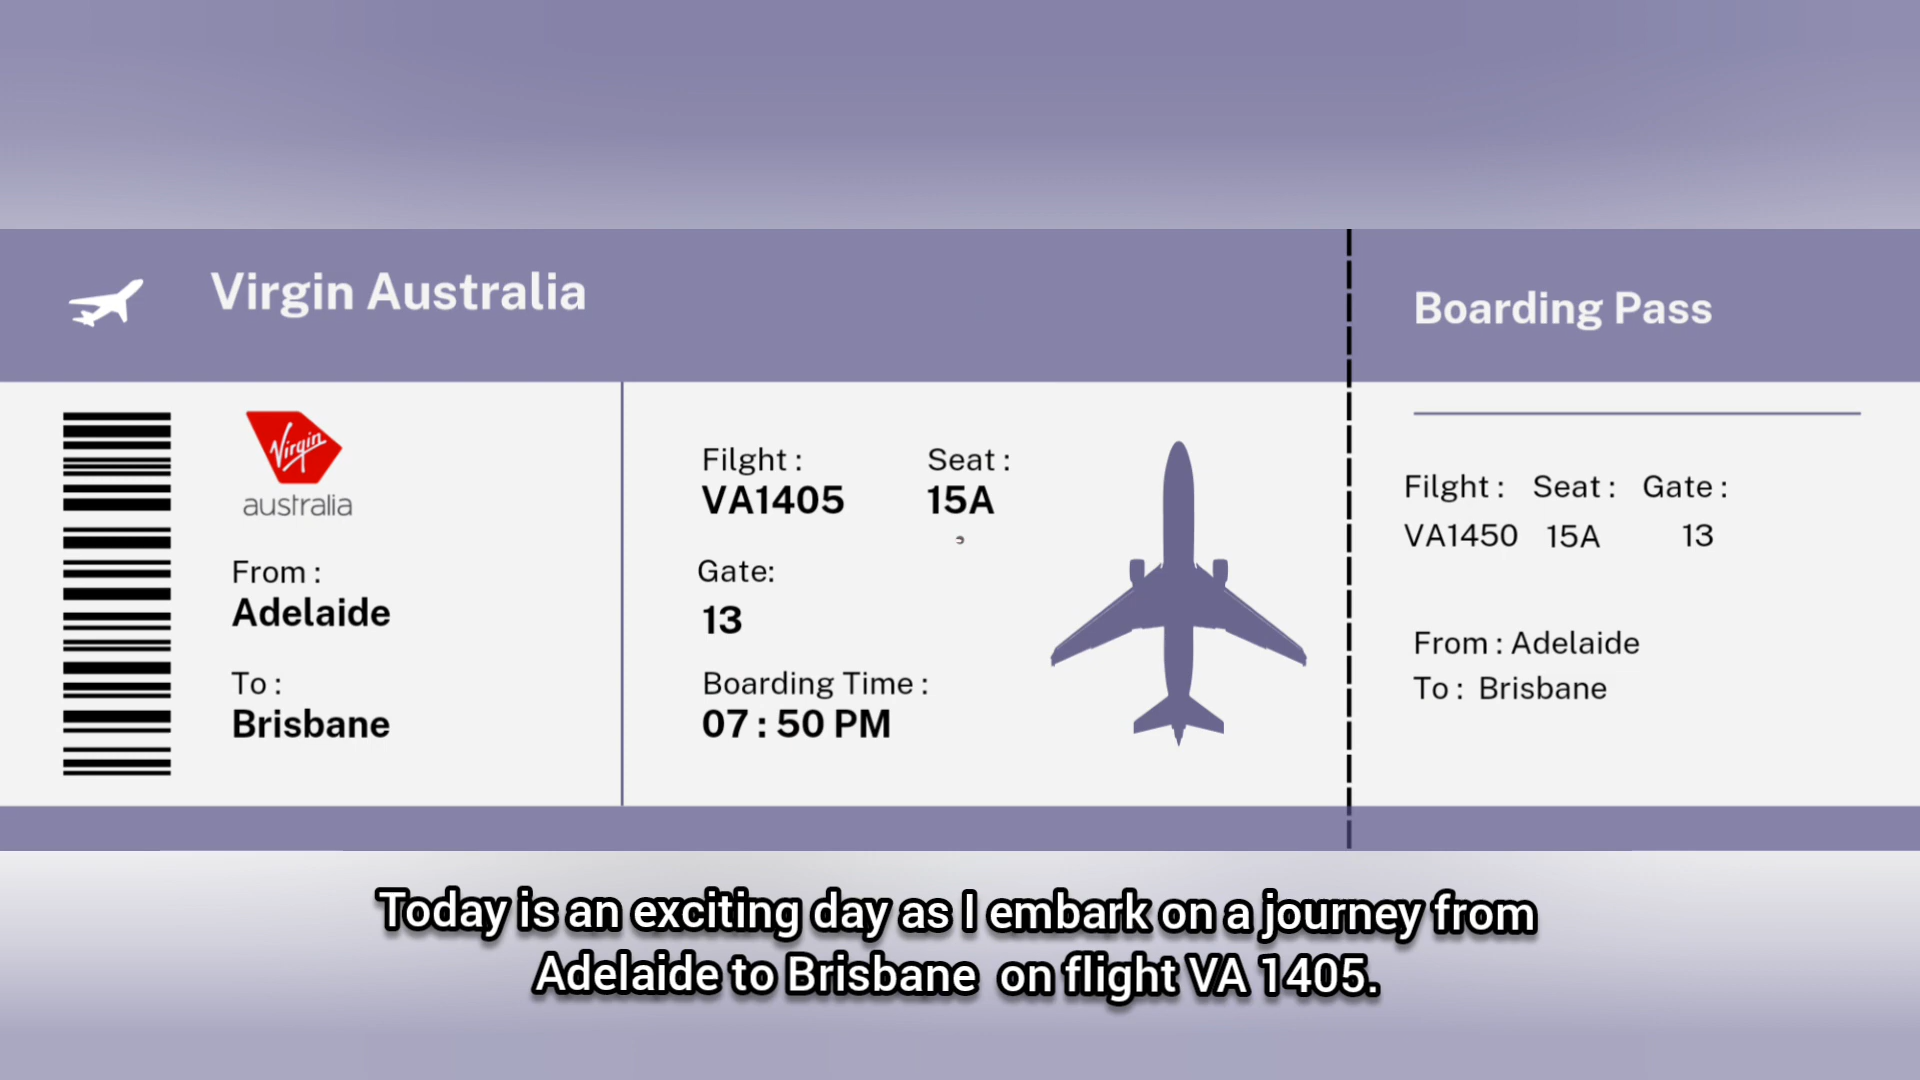 Virgin Australia
Boarding Pass
Virgin
australia
From :
Adelaide
To :
Brisbane
Filght :
VA1405
Seat :
15A
Gate:
13
Boarding Time :
07 : 50 PM
Filght : Seat : Gate :
VA1450 15A 13
From : Adelaide
To : Brisbane
Today is an exciting day as I embark on a journey from
Adelaide to Brisbane on flight VA 1405.